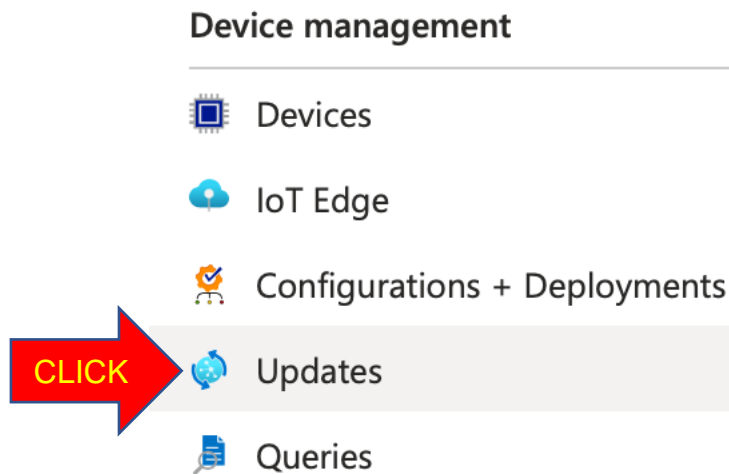 Device management
Devices
IoT Edge
Configurations + Deployments
CLICK
Updates
Queries